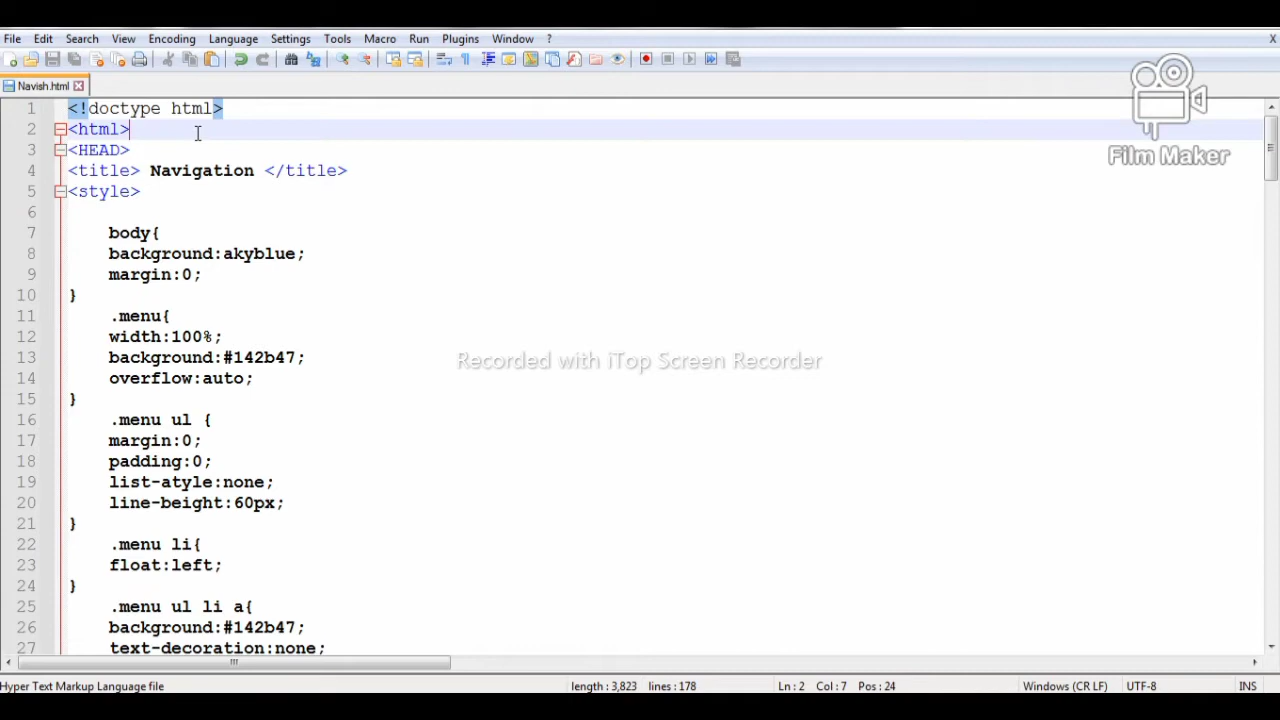 File Edit Search View Encoding Language Settings Tools Macro Run Plugins Window ? X
Navish.html
Film Maker
1 <!doctype html>
2 <html>
3 <HEAD>
4 <title> Navigation </title>
5 <style>
6
7 body{
8 background:akyblue;
9 margin:0;
10 }
11 .menu{
12 width:100%;
13 background:#142b47;
14 overflow:auto;
15 }
16 .menu ul {
17 margin:0;
18 padding:0;
19 list-atyle:none;
20 line-beight:60px;
21 }
22 .menu li{
23 float:left;
24 }
25 .menu ul li a{
26 background:#142b47;
27 text-decoration:none;
Recorded with iTop Screen Recorder
Hyper Text Markup Language file length : 3,823 lines : 178 Ln : 2 Col : 7 Pos : 24 Windows (CR LF) UTF-8 INS